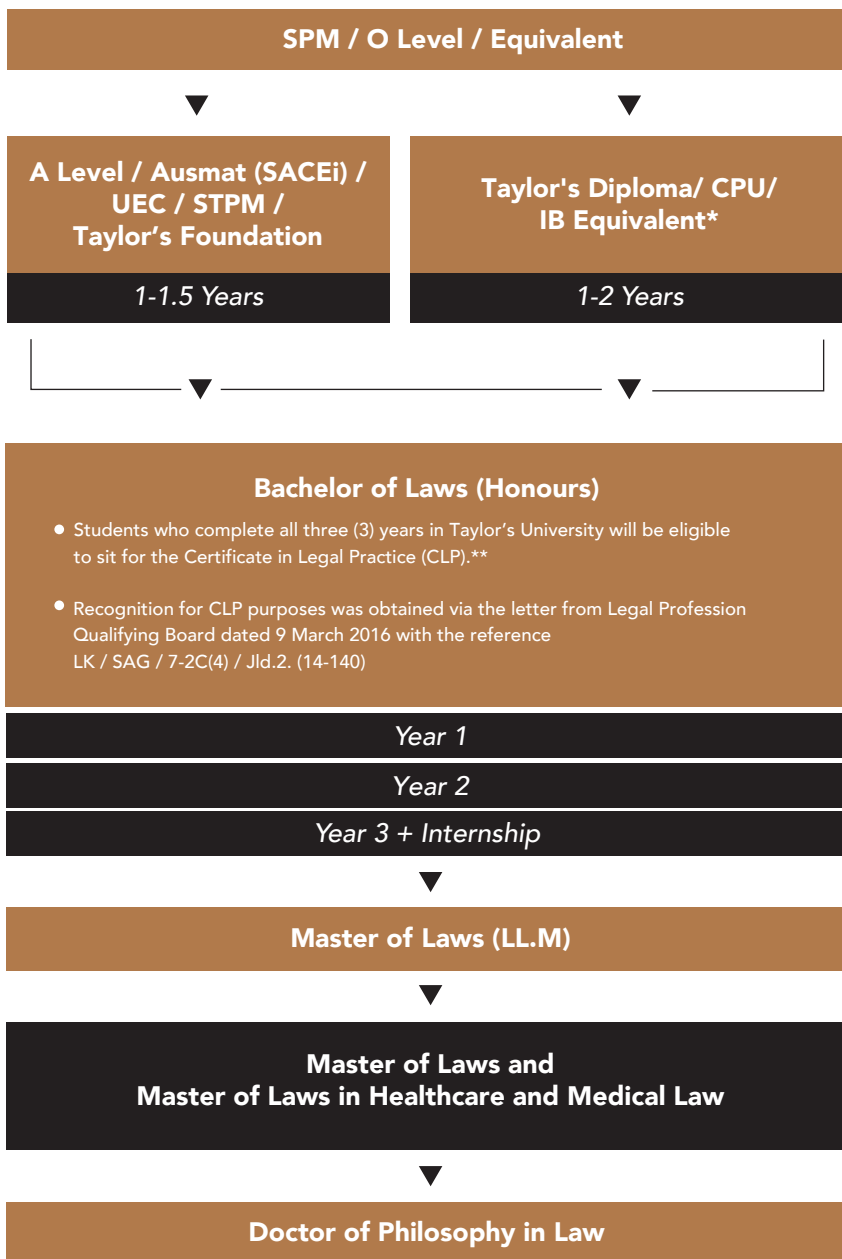 SPM / O Level / Equivalent
A Level / Ausmat (SACEi) /
UEC / STPM /
Taylor’s Foundation
1-1.5 Years
Taylor's Diploma/ CPU/
IB Equivalent*
1-2 Years
Bachelor of Laws (Honours)
• Students who complete all three (3) years in Taylor’s University will be eligible
to sit for the Certificate in Legal Practice (CLP).**
• Recognition for CLP purposes was obtained via the letter from Legal Profession
Qualifying Board dated 9 March 2016 with the reference
LK / SAG / 7-2C(4) / Jld.2. (14-140)
Year 1
Year 2
Year 3 + Internship
Master of Laws (LL.M)
Master of Laws and
Master of Laws in Healthcare and Medical Law
Doctor of Philosophy in Law